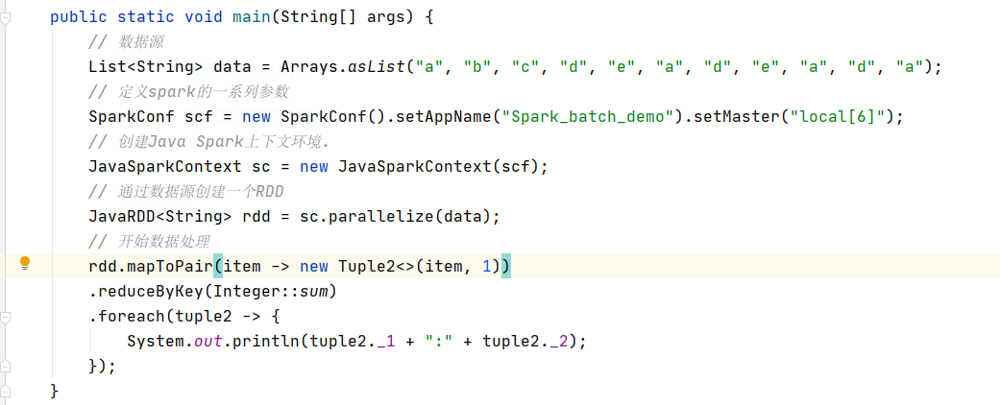 public static void main(String[] args) {
// 数据源
List<String> data = Arrays.asList("a", "b", "c", "d", "e", "a", "d", "e", "a", "d", "a");
// 定义spark的一系列参数
SparkConf scf = new SparkConf().setAppName("Spark_batch_demo").setMaster("local[6]");
// 创建Java Spark上下文环境.
JavaSparkContext sc = new JavaSparkContext(scf);
// 通过数据源创建一个RDD
JavaRDD<String> rdd = sc.parallelize(data);
// 开始数据处理
rdd.mapToPair(item -> new Tuple2<>(item, 1))
.reduceByKey(Integer::sum)
.foreach(tuple2 -> {
System.out.println(tuple2._1 + ":" + tuple2._2);
});
}